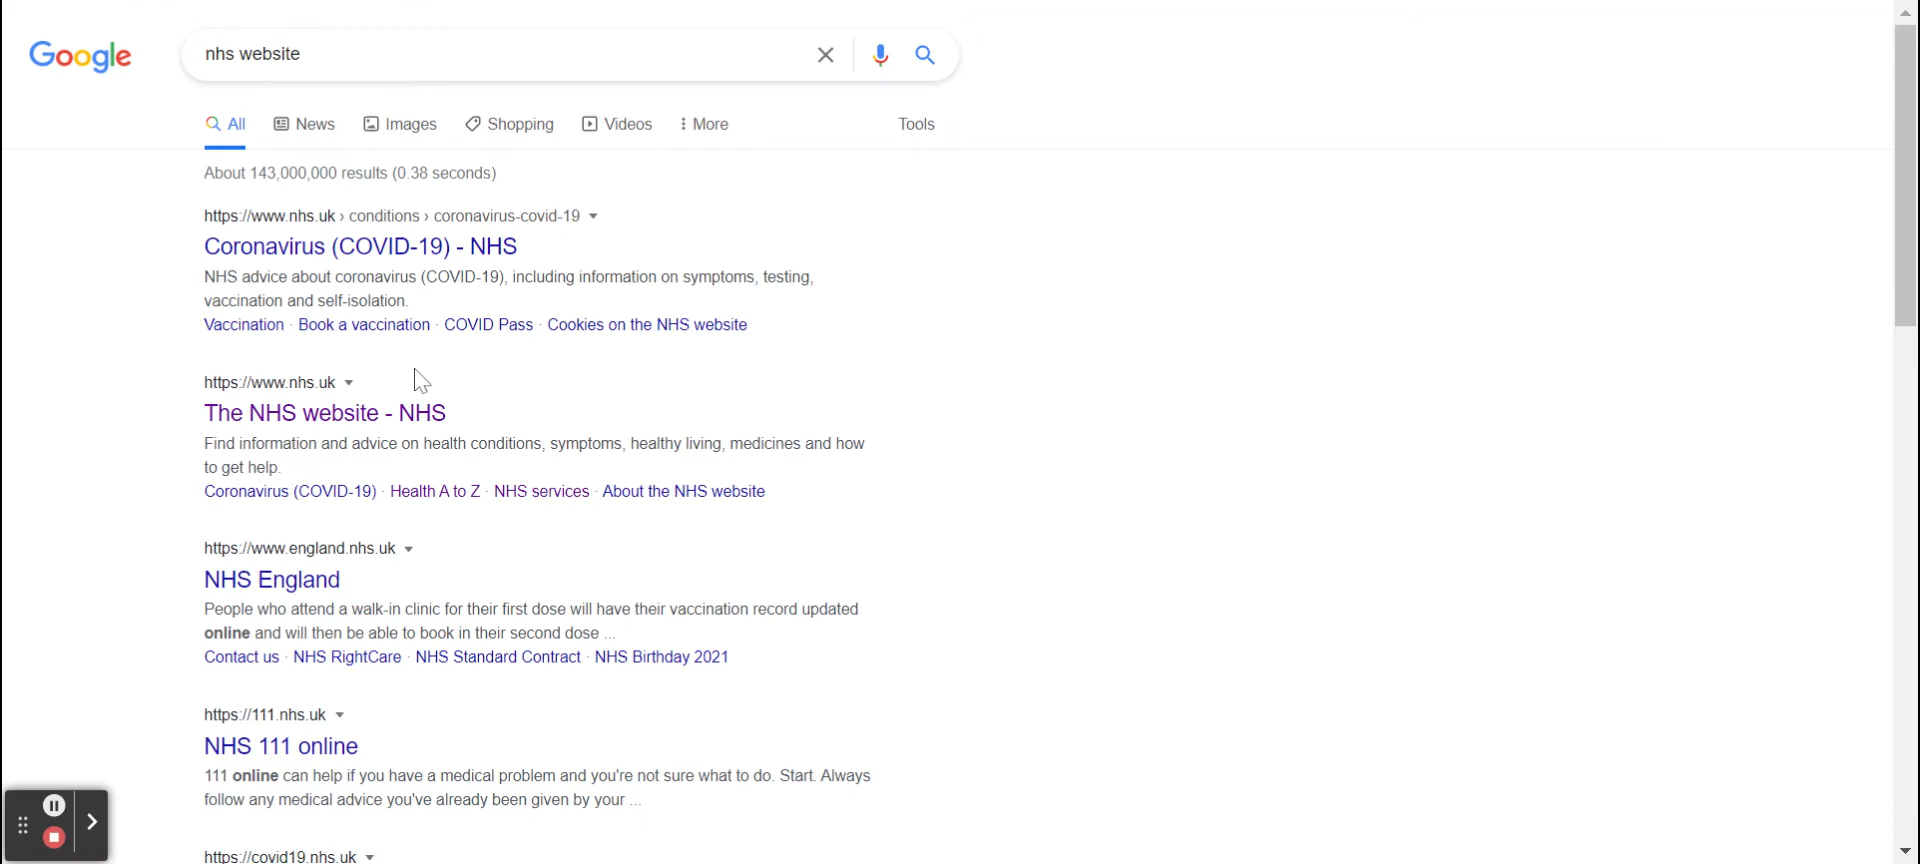 Google
nhs website
All News Images Shopping Videos More Tools
About 143,000,000 results (0.38 seconds)
https://www.nhs.uk › conditions › coronavirus-covid-19
Coronavirus (COVID-19) - NHS
NHS advice about coronavirus (COVID-19), including information on symptoms, testing,
vaccination and self-isolation.
Vaccination · Book a vaccination · COVID Pass · Cookies on the NHS website
https://www.nhs.uk
The NHS website - NHS
Find information and advice on health conditions, symptoms, healthy living, medicines and how
to get help.
Coronavirus (COVID-19) · Health A to Z · NHS services · About the NHS website
https://www.england.nhs.uk
NHS England
People who attend a walk-in clinic for their first dose will have their vaccination record updated
online and will then be able to book in their second dose ...
Contact us · NHS RightCare · NHS Standard Contract · NHS Birthday 2021
https://111.nhs.uk
NHS 111 online
111 online can help if you have a medical problem and you're not sure what to do. Start. Always
follow any medical advice you've already been given by your ...
https://covid19.nhs.uk